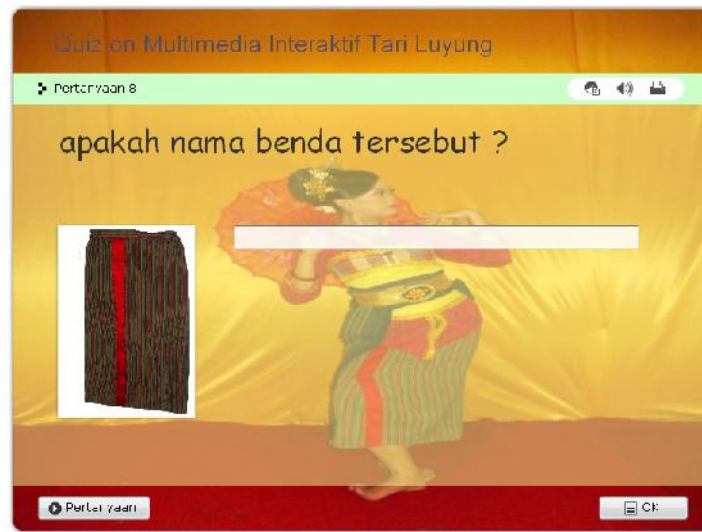 Quiz on Multimedia Interaktif Tari Luyung
Pertanyaan 8
apakah nama benda tersebut ?
Pertanyaan
OK